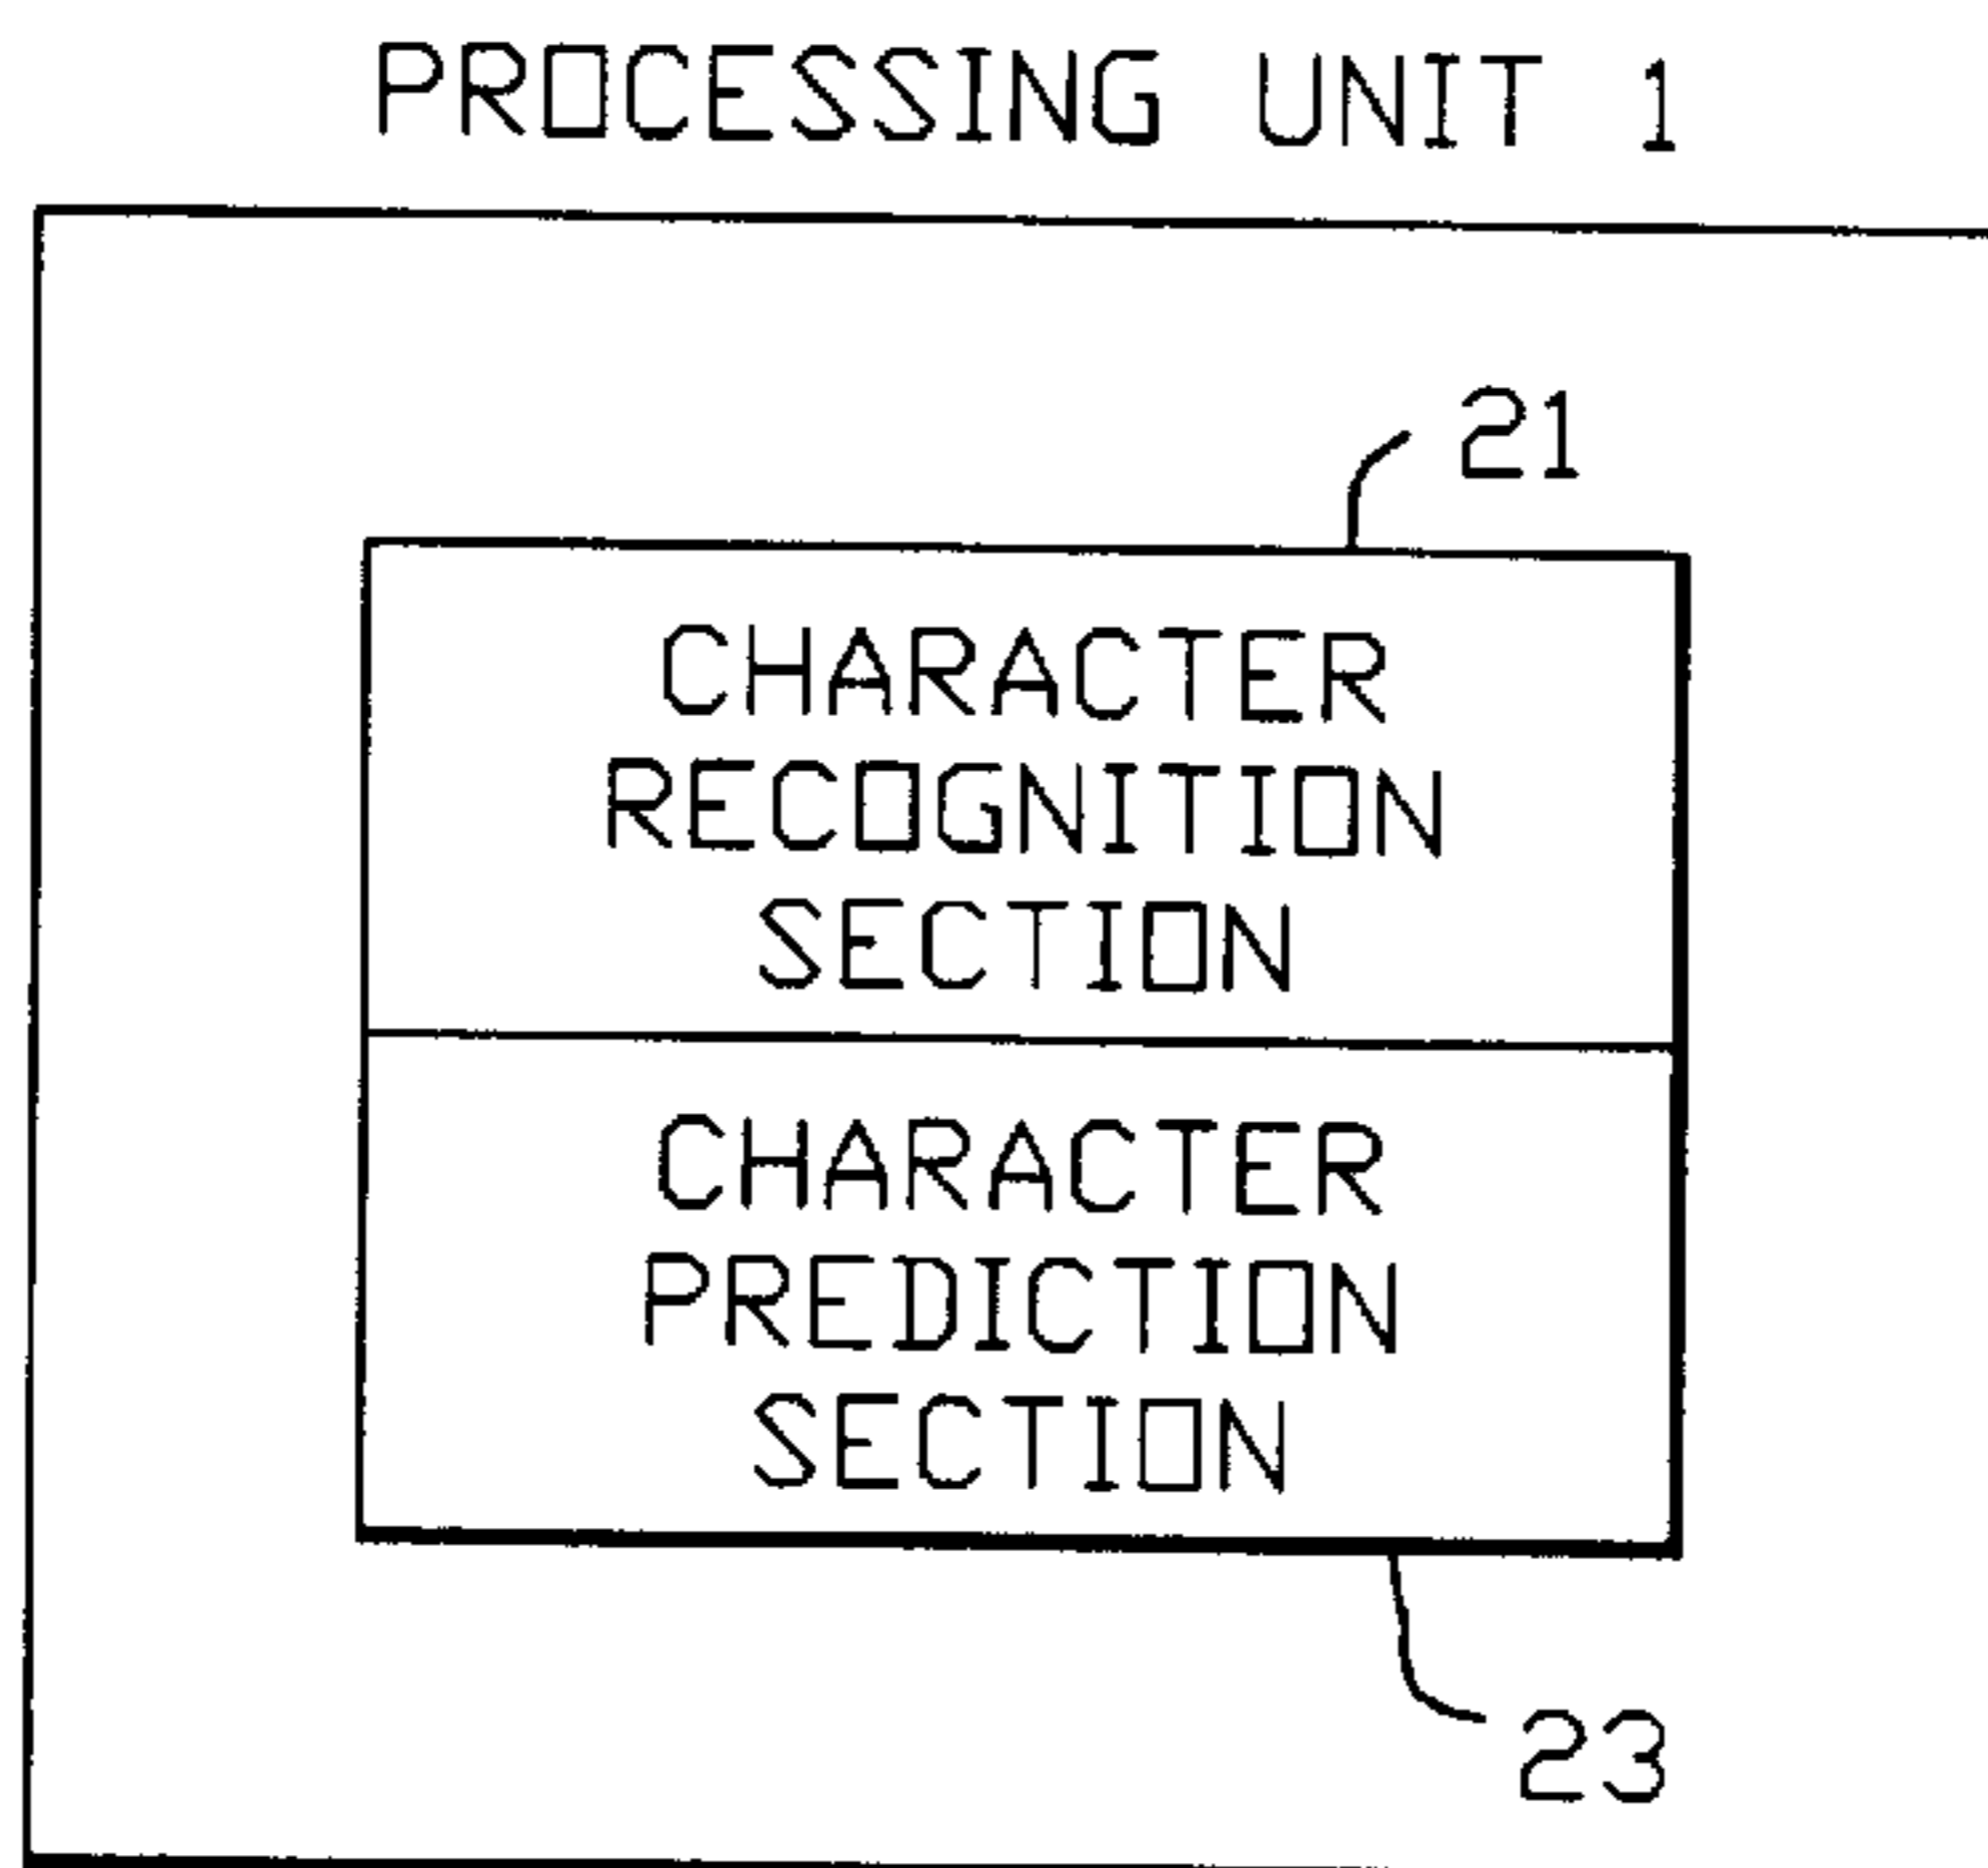 PROCESSING UNIT 1
21
CHARACTER
RECOGNITION
SECTION
CHARACTER
PREDICTION
SECTION
23